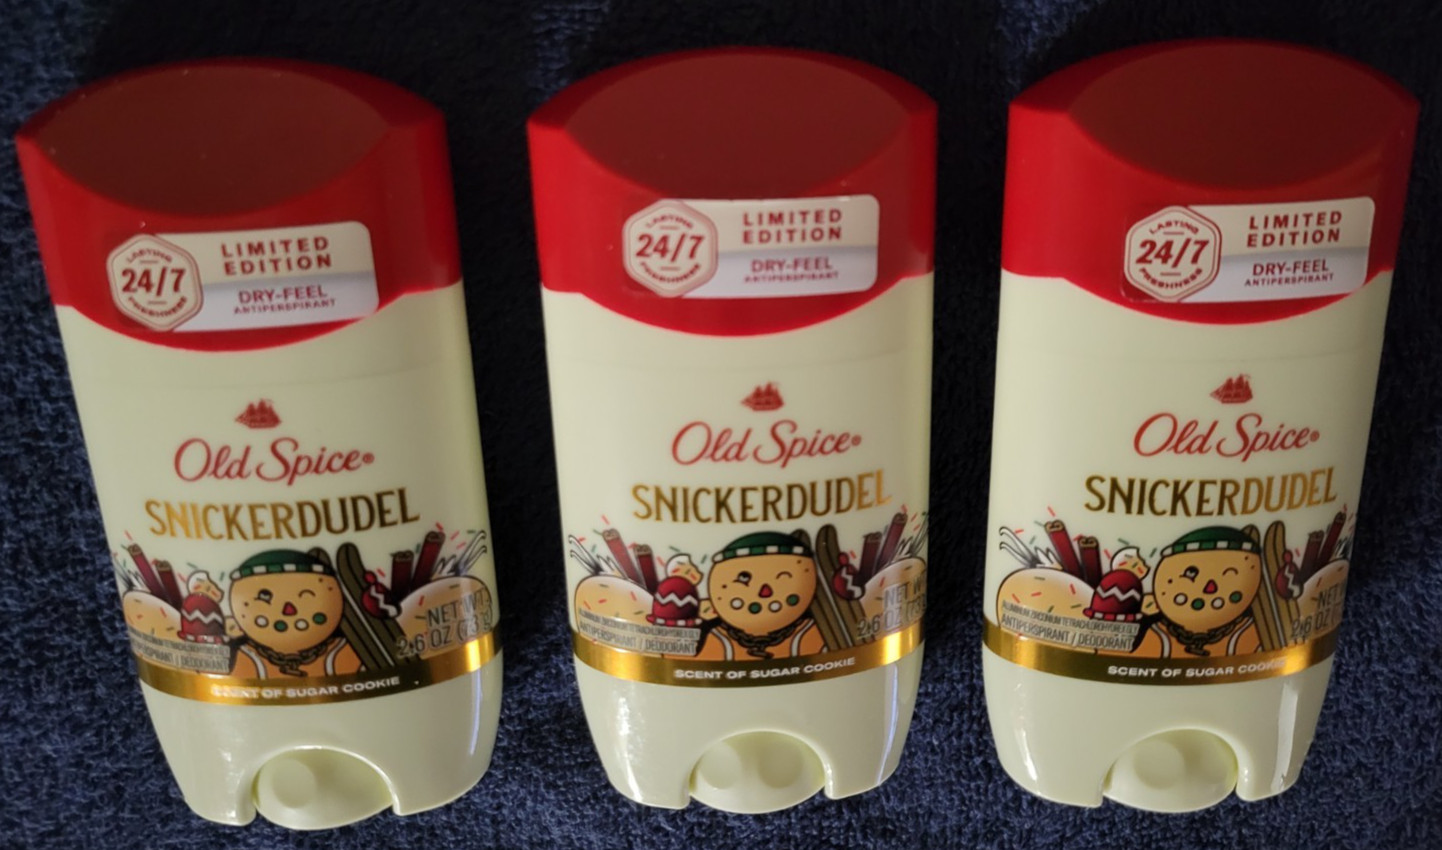 LASTING
24/7
FRESHNESS
LIMITED
EDITION
DRY-FEEL
ANTIPERSPIRANT
Old Spice®
SNICKERDUDEL
NET WT.
2.6 OZ (73
ANTIPERSPIRANT / DEODORANT
SCENT OF SUGAR COOKIE
LASTING
24/7
FRESHNESS
LIMITED
EDITION
DRY-FEEL
ANTIPERSPIRANT
Old Spice®
SNICKERDUDEL
NET W
2.6 OZ (73
ANTIPERSPIRANT / DEODORANT
SCENT OF SUGAR COOKIE
LASTING
24/7
FRESHNESS
LIMITED
EDITION
DRY-FEEL
ANTIPERSPIRANT
Old Spice®
SNICKERDUDEL
NET
2.6 OZ
ANTIPERSPIRANT / DEODORANT
SCENT OF SUGAR COOKIE